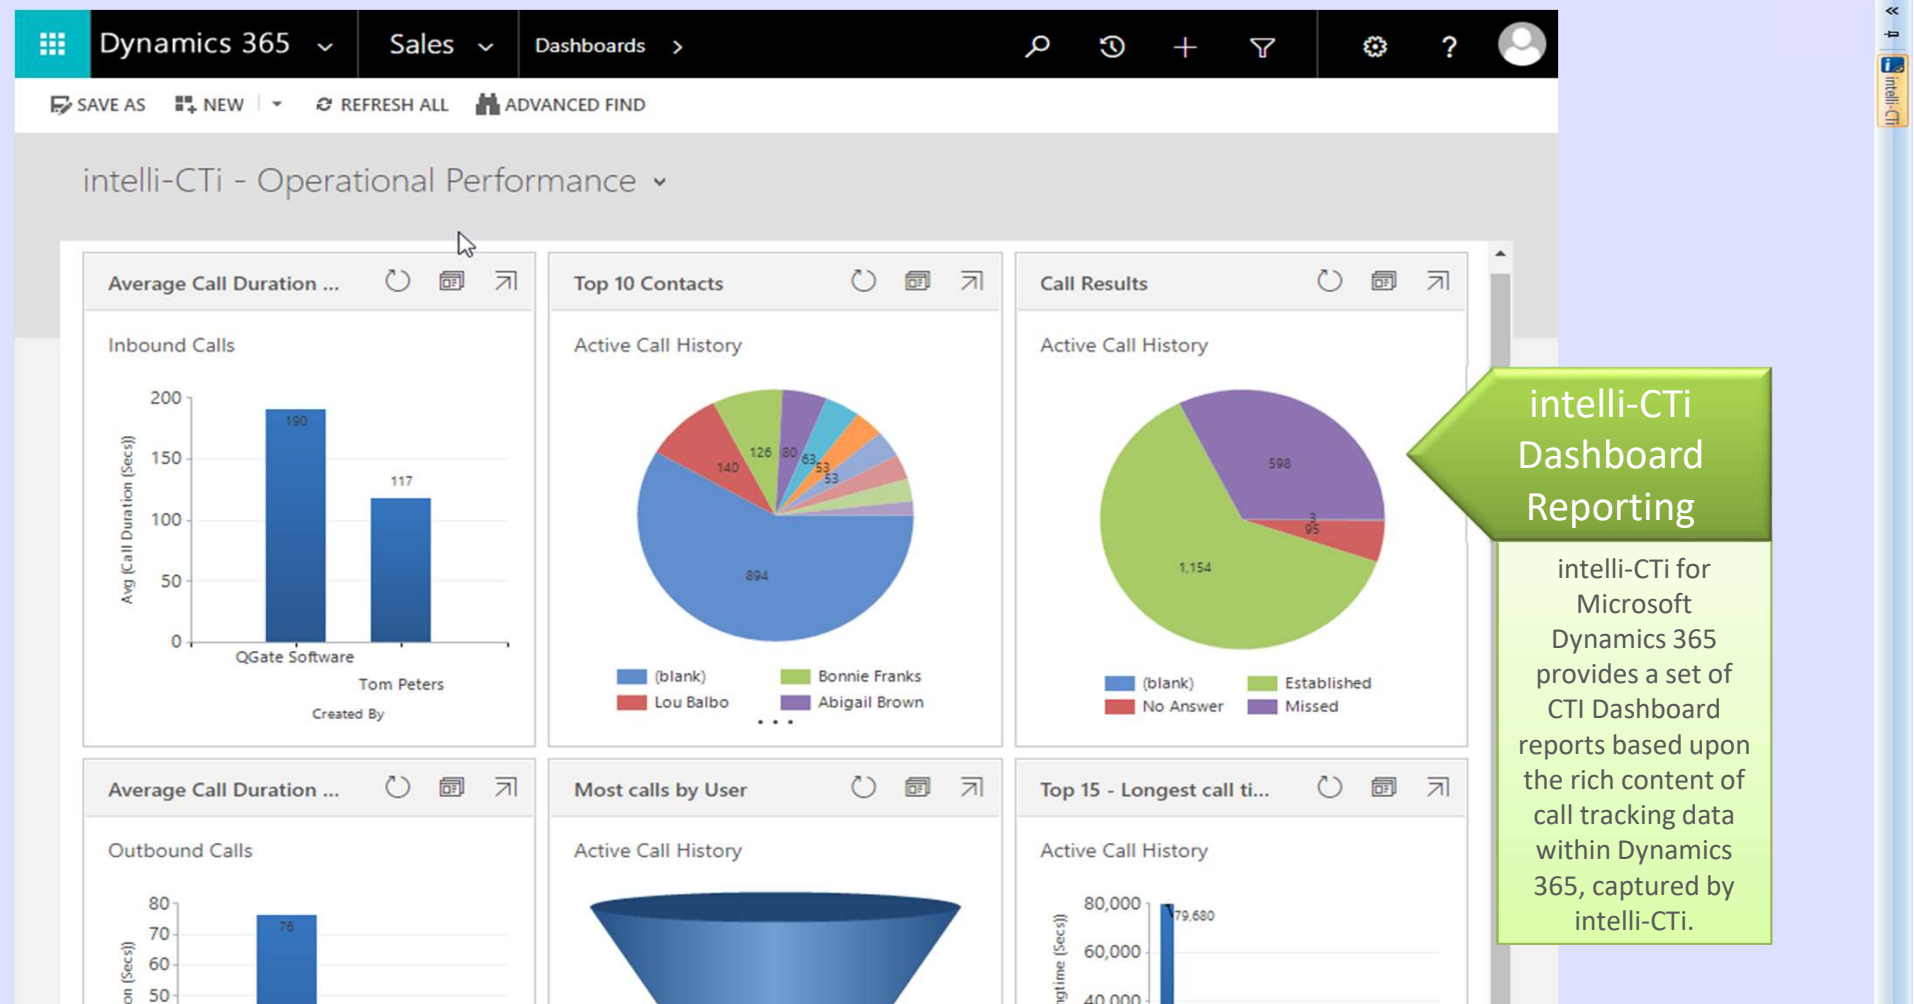 Dynamics 365
Sales
Dashboards
SAVE AS
NEW
REFRESH ALL
ADVANCED FIND
intelli-CTi - Operational Performance
Average Call Duration ...
Inbound Calls
200
150
100
50
0
Avg (Call Duration (Secs))
190
117
QGate Software
Tom Peters
Created By
Top 10 Contacts
Active Call History
140
126
80
63
53
53
894
(blank)
Bonnie Franks
Lou Balbo
Abigail Brown
...
Call Results
Active Call History
598
3
95
1,154
(blank)
Established
No Answer
Missed
intelli-CTi
Dashboard
Reporting
intelli-CTi for
Microsoft
Dynamics 365
provides a set of
CTI Dashboard
reports based upon
the rich content of
call tracking data
within Dynamics
365, captured by
intelli-CTi.
Average Call Duration ...
Outbound Calls
80
70
60
50
(Secs))
76
Most calls by User
Active Call History
Top 15 - Longest call ti...
Active Call History
80,000
60,000
40,000
(Secs))
79,680
intelli-CTi